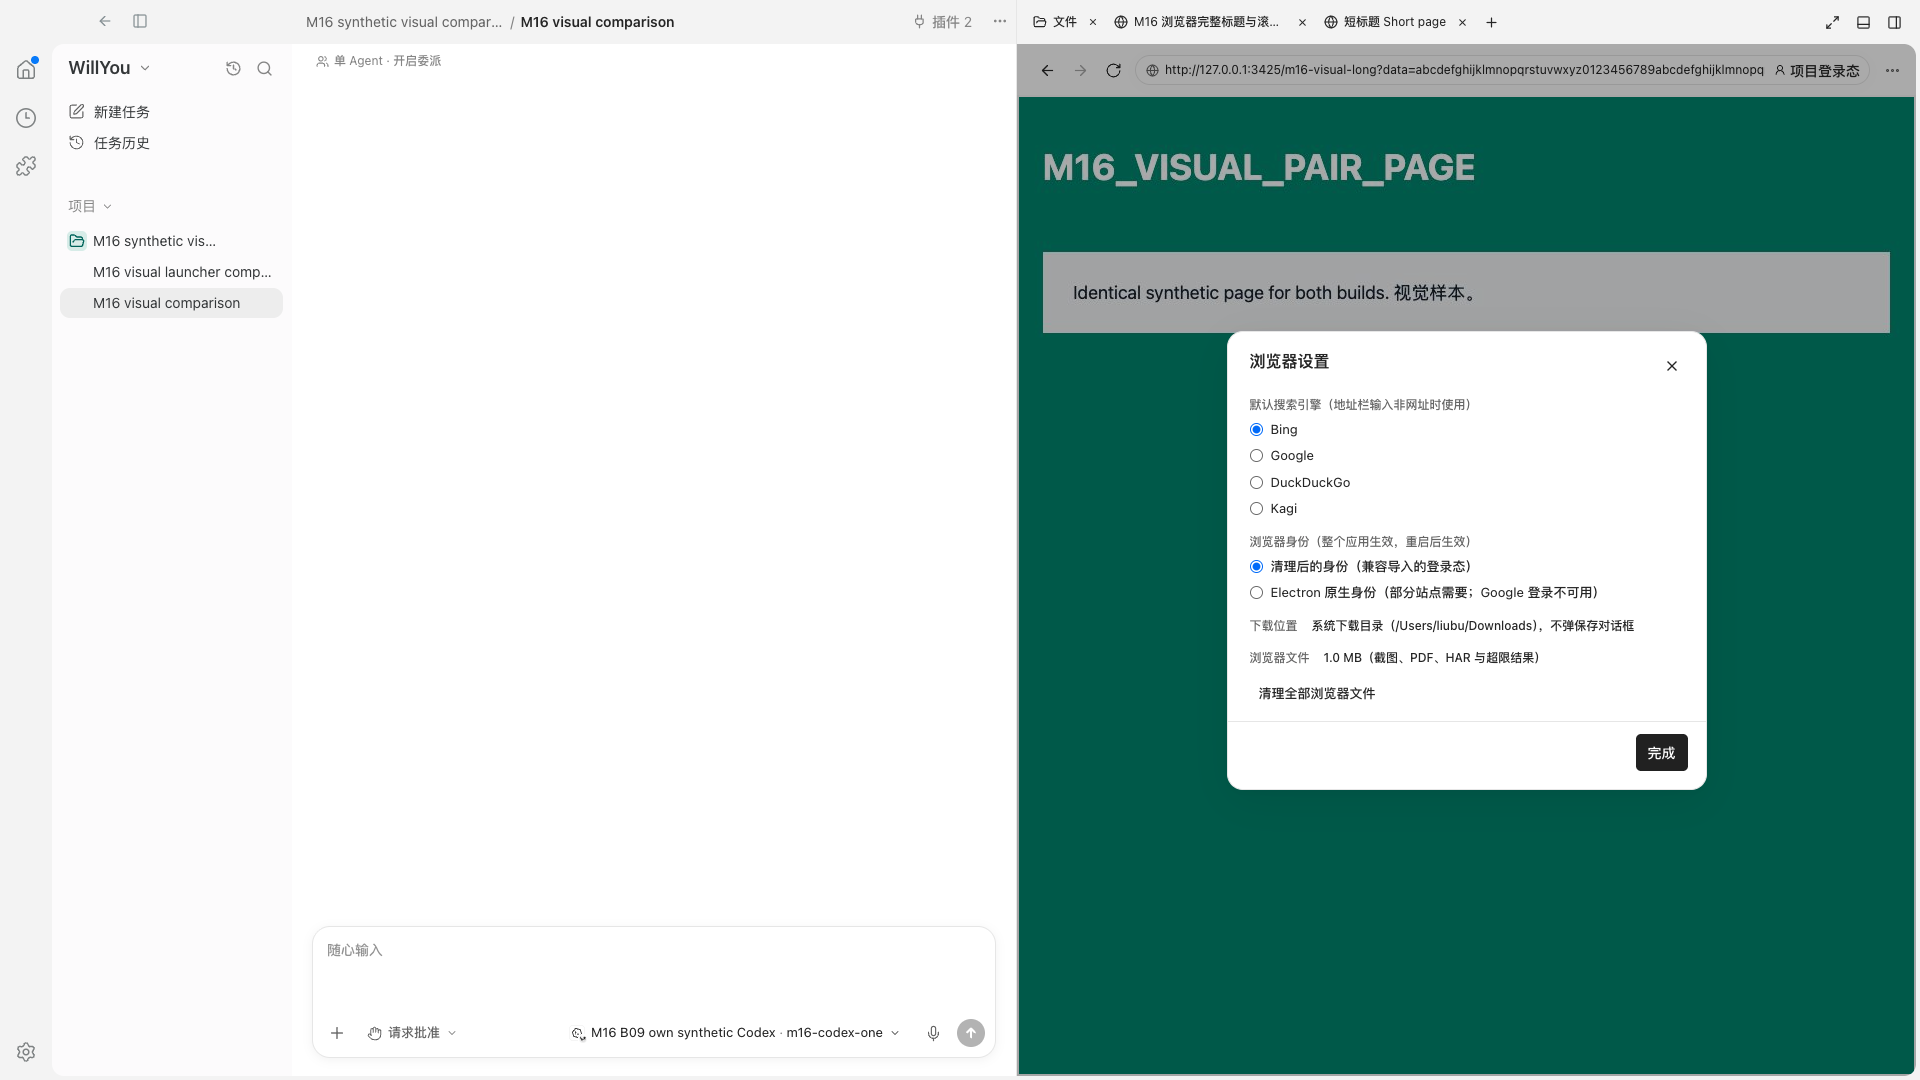 M16 synthetic visual compar... / M16 visual comparison
插件 2
文件
M16 浏览器完整标题与滚...
短标题 Short page
WillYou
新建任务
任务历史
项目
M16 synthetic vis...
M16 visual launcher comp...
M16 visual comparison
单 Agent · 开启委派
随心输入
请求批准
M16 B09 own synthetic Codex · m16-codex-one
http://127.0.0.1:3425/m16-visual-long?data=abcdefghijklmnopqrstuvwxyz0123456789abcdefghijklmnopq
项目登录态
M16_VISUAL_PAIR_PAGE
Identical synthetic page for both builds. 视觉样本。
浏览器设置
默认搜索引擎（地址栏输入非网址时使用）
Bing
Google
DuckDuckGo
Kagi
浏览器身份（整个应用生效，重启后生效）
清理后的身份（兼容导入的登录态）
Electron 原生身份（部分站点需要；Google 登录不可用）
下载位置 系统下载目录（/Users/liubu/Downloads），不弹保存对话框
浏览器文件 1.0 MB（截图、PDF、HAR 与超限结果）
清理全部浏览器文件
完成